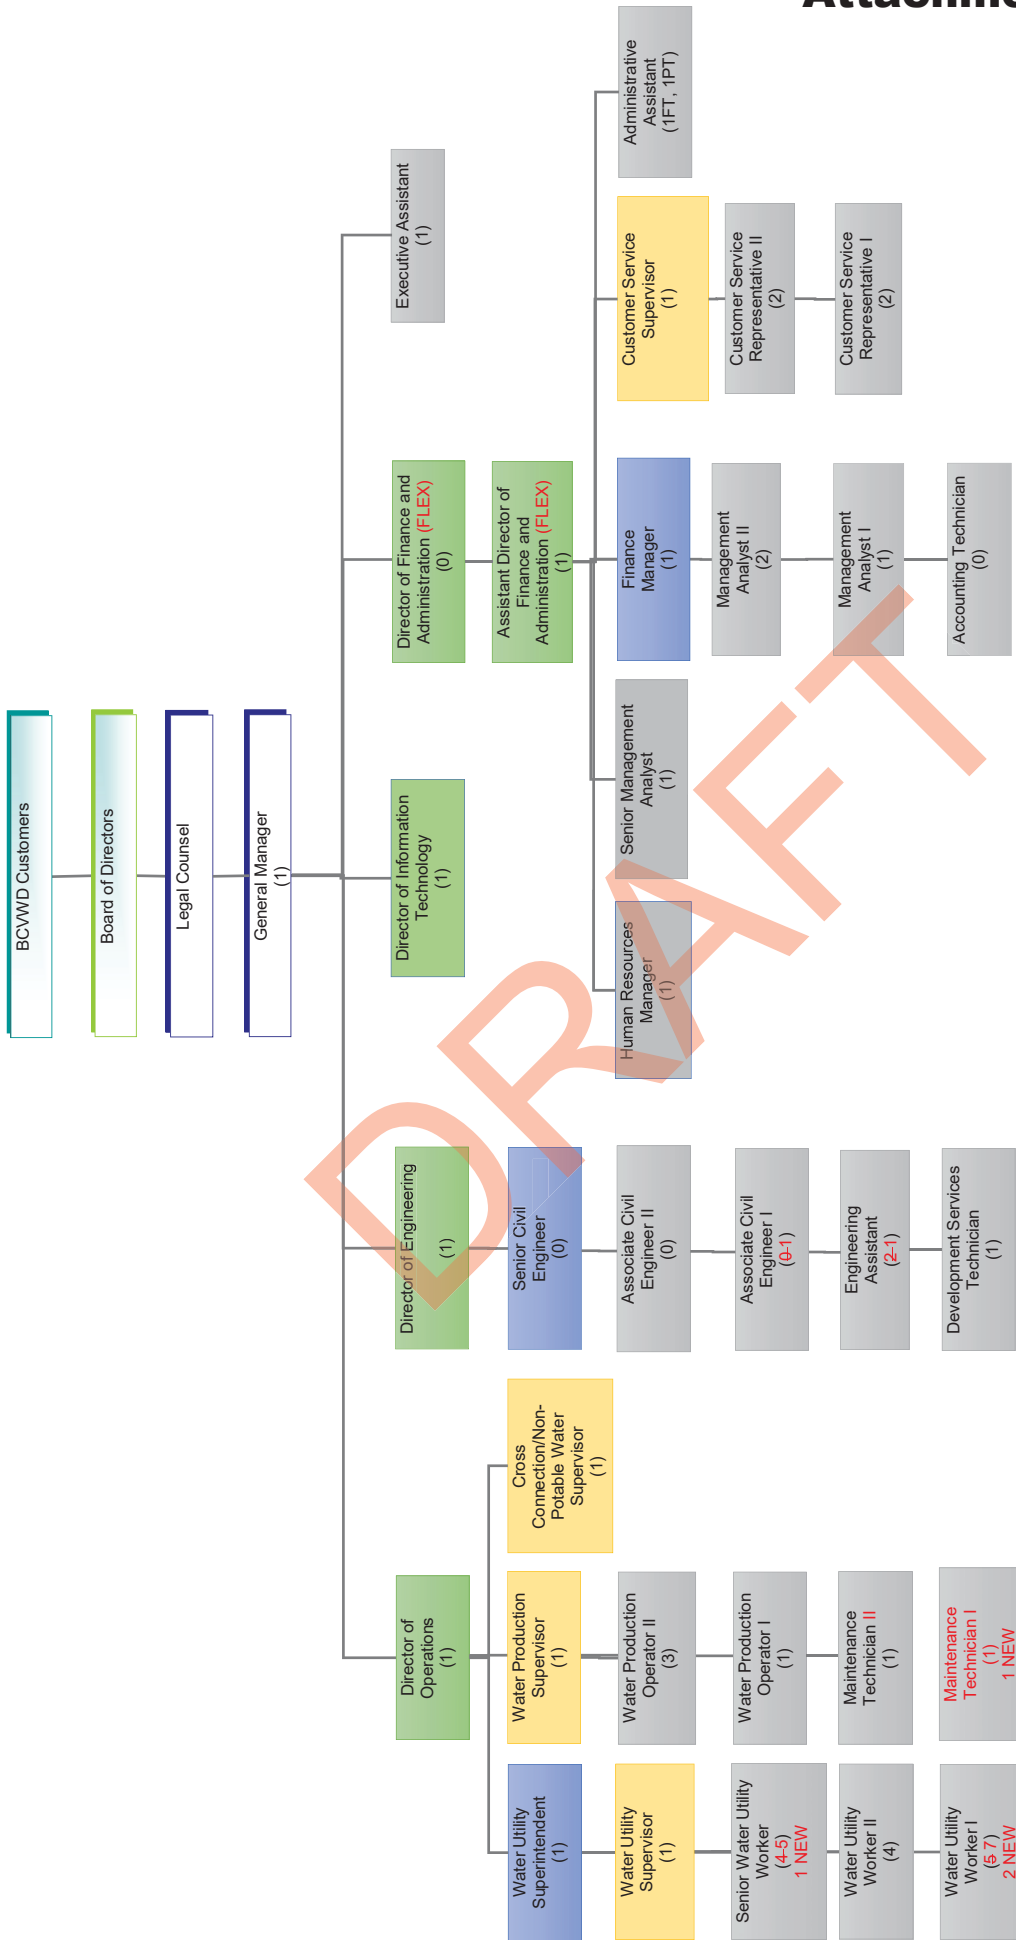 Attachme
BCVWD Customers
Board of Directors
Legal Counsel
General Manager
(1)
Executive Assistant
(1)
Director of Finance and
Administration (FLEX)
(0)
Assistant Director of
Finance and
Administration (FLEX)
(1)
Director of Information
Technology
(1)
Director of Engineering
(1)
Director of
Operations
(1)
Administrative
Assistant
(1FT, 1PT)
Customer Service
Supervisor
(1)
Customer Service
Representative II
(2)
Customer Service
Representative I
(2)
Finance
Manager
(1)
Management
Analyst II
(2)
Management
Analyst I
(1)
Accounting Technician
(0)
Senior Management
Analyst
(1)
Human Resources
Manager
(1)
Senior Civil
Engineer
(0)
Associate Civil
Engineer II
(0)
Associate Civil
Engineer I
(0 1)
Engineering
Assistant
(2 1)
Development Services
Technician
(1)
Cross
Connection/Non-
Potable Water
Supervisor
(1)
Water Production
Supervisor
(1)
Water Production
Operator II
(3)
Water Production
Operator I
(1)
Maintenance
Technician II
(1)
Maintenance
Technician I
(1)
1 NEW
Water Utility
Superintendent
(1)
Water Utility
Supervisor
(1)
Senior Water Utility
Worker
(4 5)
1 NEW
Water Utility
Worker II
(4)
Water Utility
Worker I
(5 7)
2 NEW
DRAFT